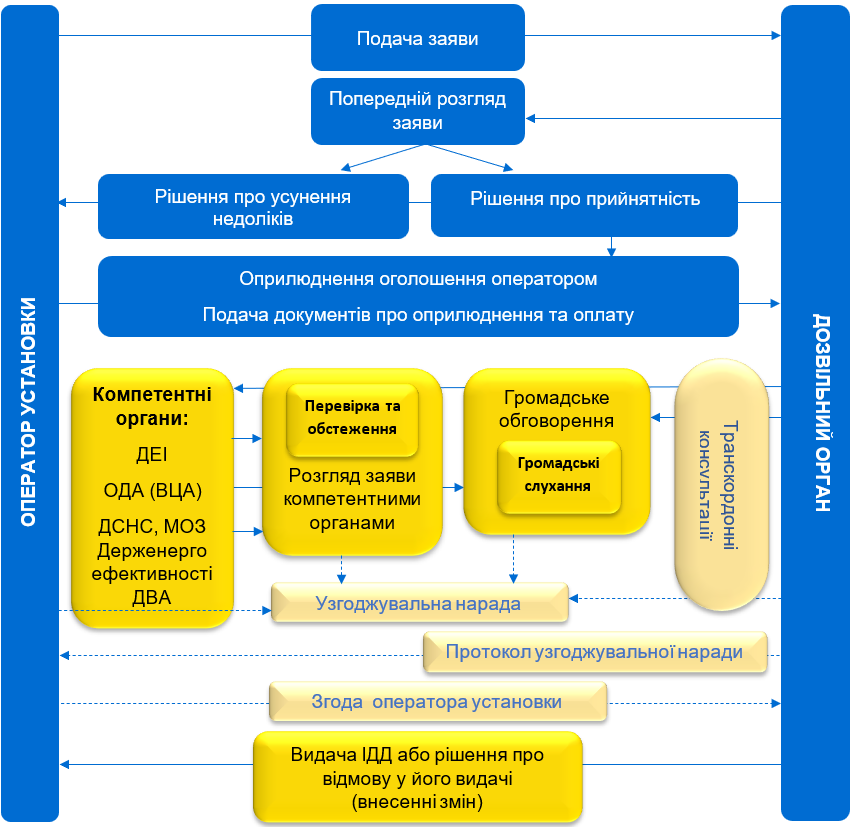 Подача заяви
Попередній розгляд
заяви
Рішення про усунення
недоліків
Рішення про прийнятність
Оприлюднення оголошення оператором
Подача документів про оприлюднення та оплату
ОПЕРАТОР УСТАНОВКИ
ДОЗВІЛЬНИЙ ОРГАН
Компетентні
органи:
ДЕІ
ОДА (ВЦА)
ДСНС, МОЗ
Держенерго
ефективності
ДВА
Перевірка та
обстеження
Розгляд заяви
компетентними
органами
Громадське
обговорення
Громадські
слухання
Транскордонні
консультації
Узгоджувальна нарада
Протокол узгоджувальної наради
Згода оператора установки
Видача ІДД або рішення про
відмову у його видачі
(внесенні змін)